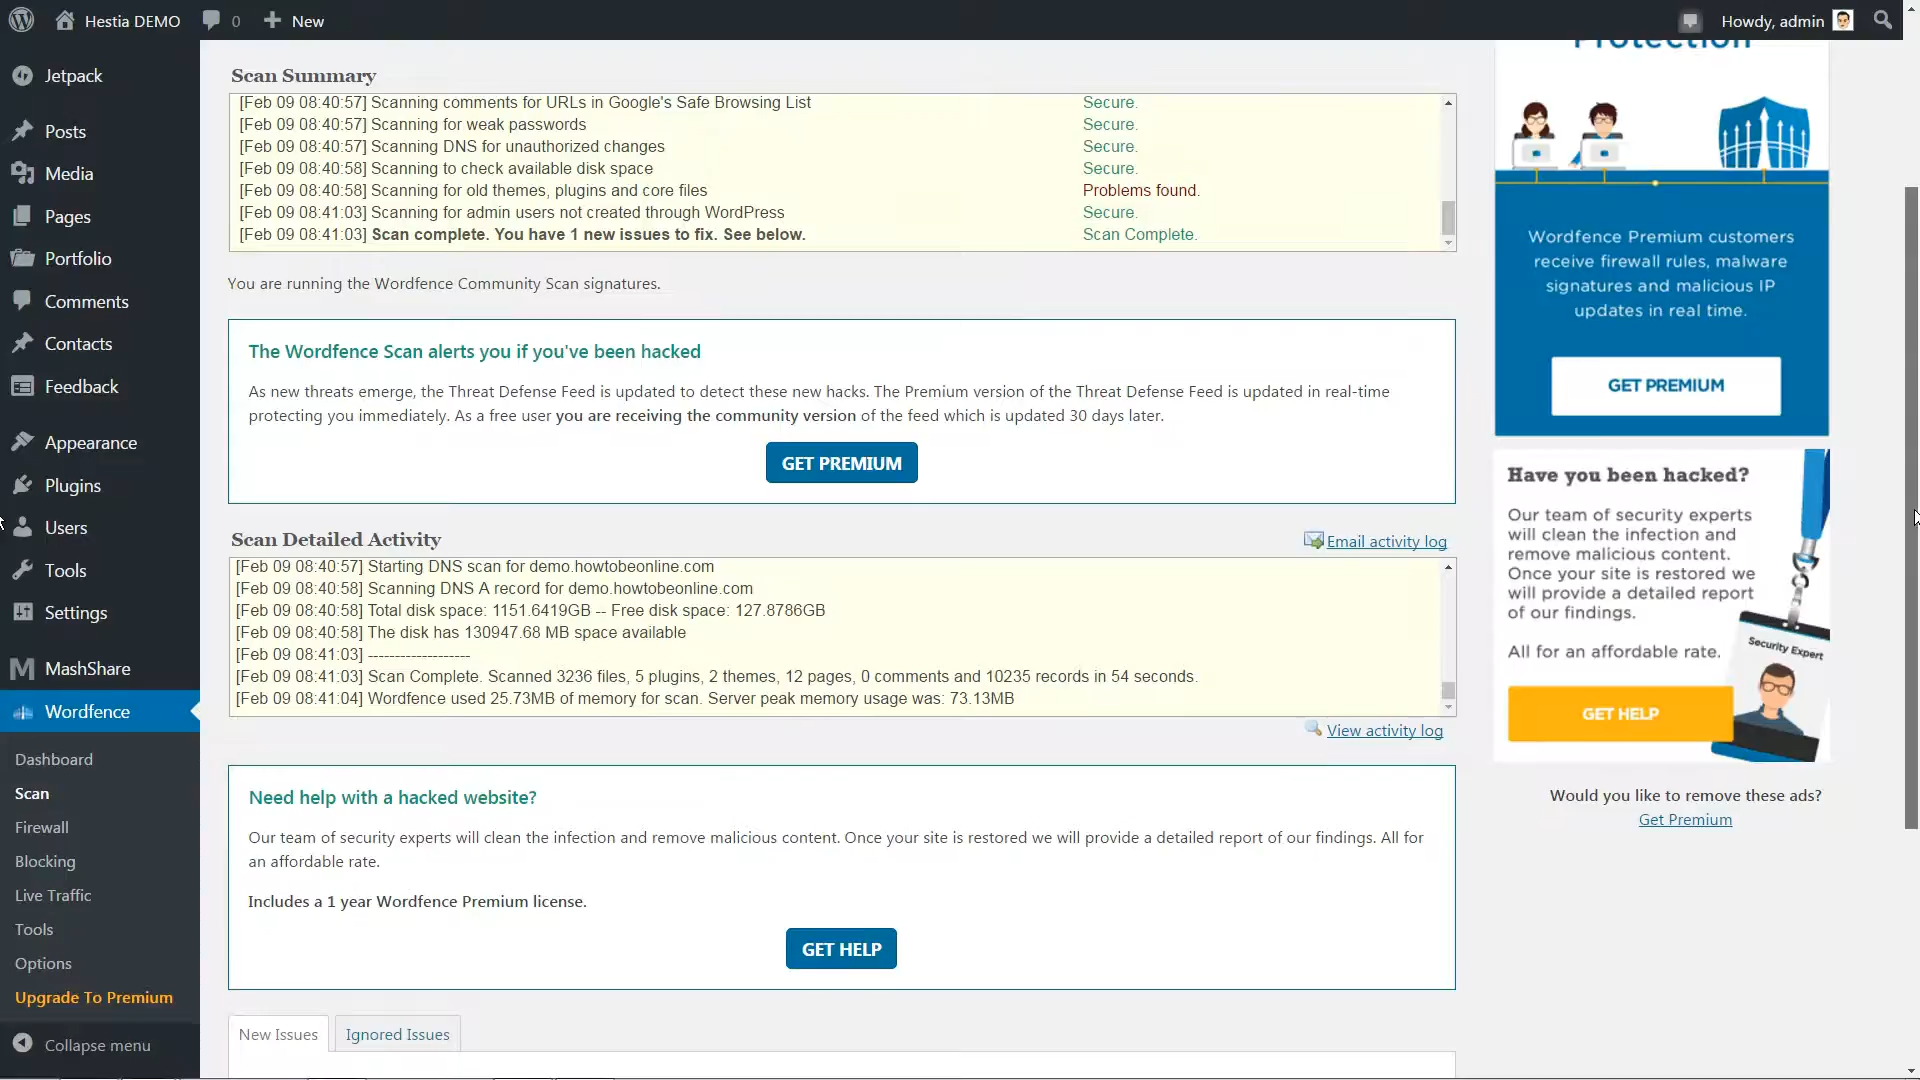 Hestia DEMO
0
New
Howdy, admin
Jetpack
Posts
Media
Pages
Portfolio
Comments
Contacts
Feedback
Appearance
Plugins
Users
Tools
Settings
MashShare
Wordfence
Dashboard
Scan
Firewall
Blocking
Live Traffic
Tools
Options
Upgrade To Premium
Collapse menu
Scan Summary
[Feb 09 08:40:57] Scanning comments for URLs in Google's Safe Browsing List Secure.
[Feb 09 08:40:57] Scanning for weak passwords Secure.
[Feb 09 08:40:57] Scanning DNS for unauthorized changes Secure.
[Feb 09 08:40:58] Scanning to check available disk space Secure.
[Feb 09 08:40:58] Scanning for old themes, plugins and core files Problems found.
[Feb 09 08:41:03] Scanning for admin users not created through WordPress Secure.
[Feb 09 08:41:03] Scan complete. You have 1 new issues to fix. See below. Scan Complete.
You are running the Wordfence Community Scan signatures.
The Wordfence Scan alerts you if you've been hacked
As new threats emerge, the Threat Defense Feed is updated to detect these new hacks. The Premium version of the Threat Defense Feed is updated in real-time
protecting you immediately. As a free user you are receiving the community version of the feed which is updated 30 days later.
GET PREMIUM
Scan Detailed Activity
Email activity log
[Feb 09 08:40:57] Starting DNS scan for demo.howtobeonline.com
[Feb 09 08:40:58] Scanning DNS A record for demo.howtobeonline.com
[Feb 09 08:40:58] Total disk space: 1151.6419GB -- Free disk space: 127.8786GB
[Feb 09 08:40:58] The disk has 130947.68 MB space available
[Feb 09 08:41:03] -------------------
[Feb 09 08:41:03] Scan Complete. Scanned 3236 files, 5 plugins, 2 themes, 12 pages, 0 comments and 10235 records in 54 seconds.
[Feb 09 08:41:04] Wordfence used 25.73MB of memory for scan. Server peak memory usage was: 73.13MB
View activity log
Need help with a hacked website?
Our team of security experts will clean the infection and remove malicious content. Once your site is restored we will provide a detailed report of our findings. All for
an affordable rate.
Includes a 1 year Wordfence Premium license.
GET HELP
New Issues
Ignored Issues
Protection
Wordfence Premium customers
receive firewall rules, malware
signatures and malicious IP
updates in real time.
GET PREMIUM
Have you been hacked?
Our team of security experts
will clean the infection and
remove malicious content.
Once your site is restored we
will provide a detailed report
of our findings.
All for an affordable rate.
Security Expert
GET HELP
Would you like to remove these ads?
Get Premium